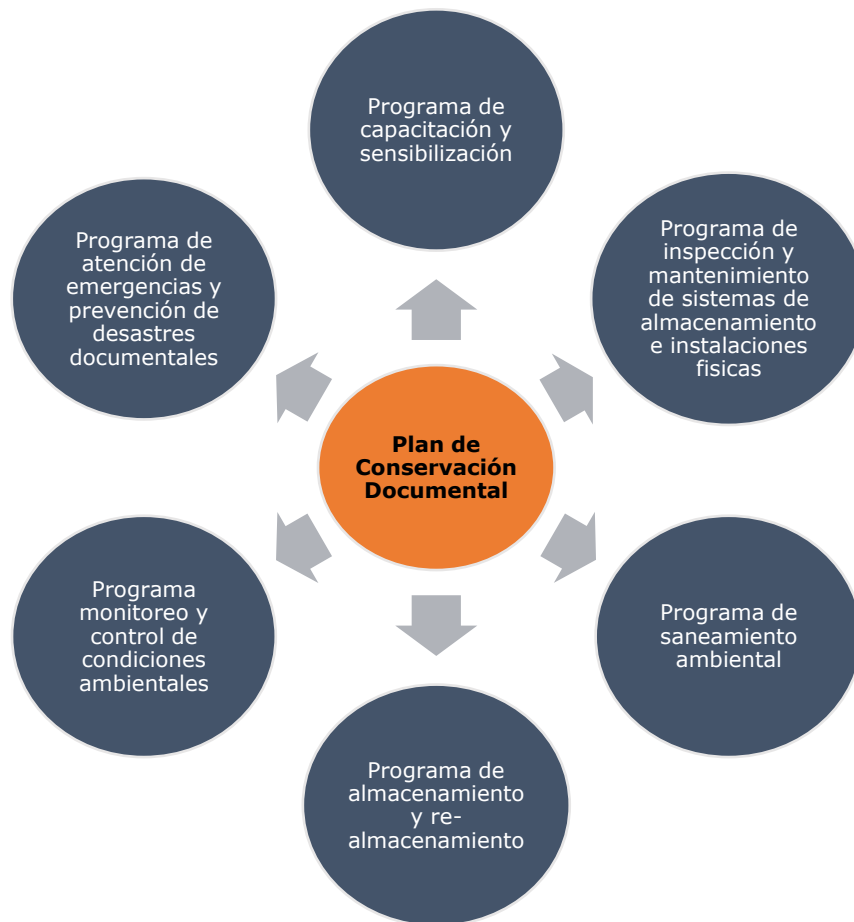 Programa de
capacitación y
sensibilización
Programa de
inspección y
mantenimiento
de sistemas de
almacenamiento
e instalaciones
fisicas
Programa de
saneamiento
ambiental
Programa de
almacenamiento
y re-
almacenamiento
Programa
monitoreo y
control de
condiciones
ambientales
Programa de
atención de
emergencias y
prevención de
desastres
documentales
Plan de
Conservación
Documental